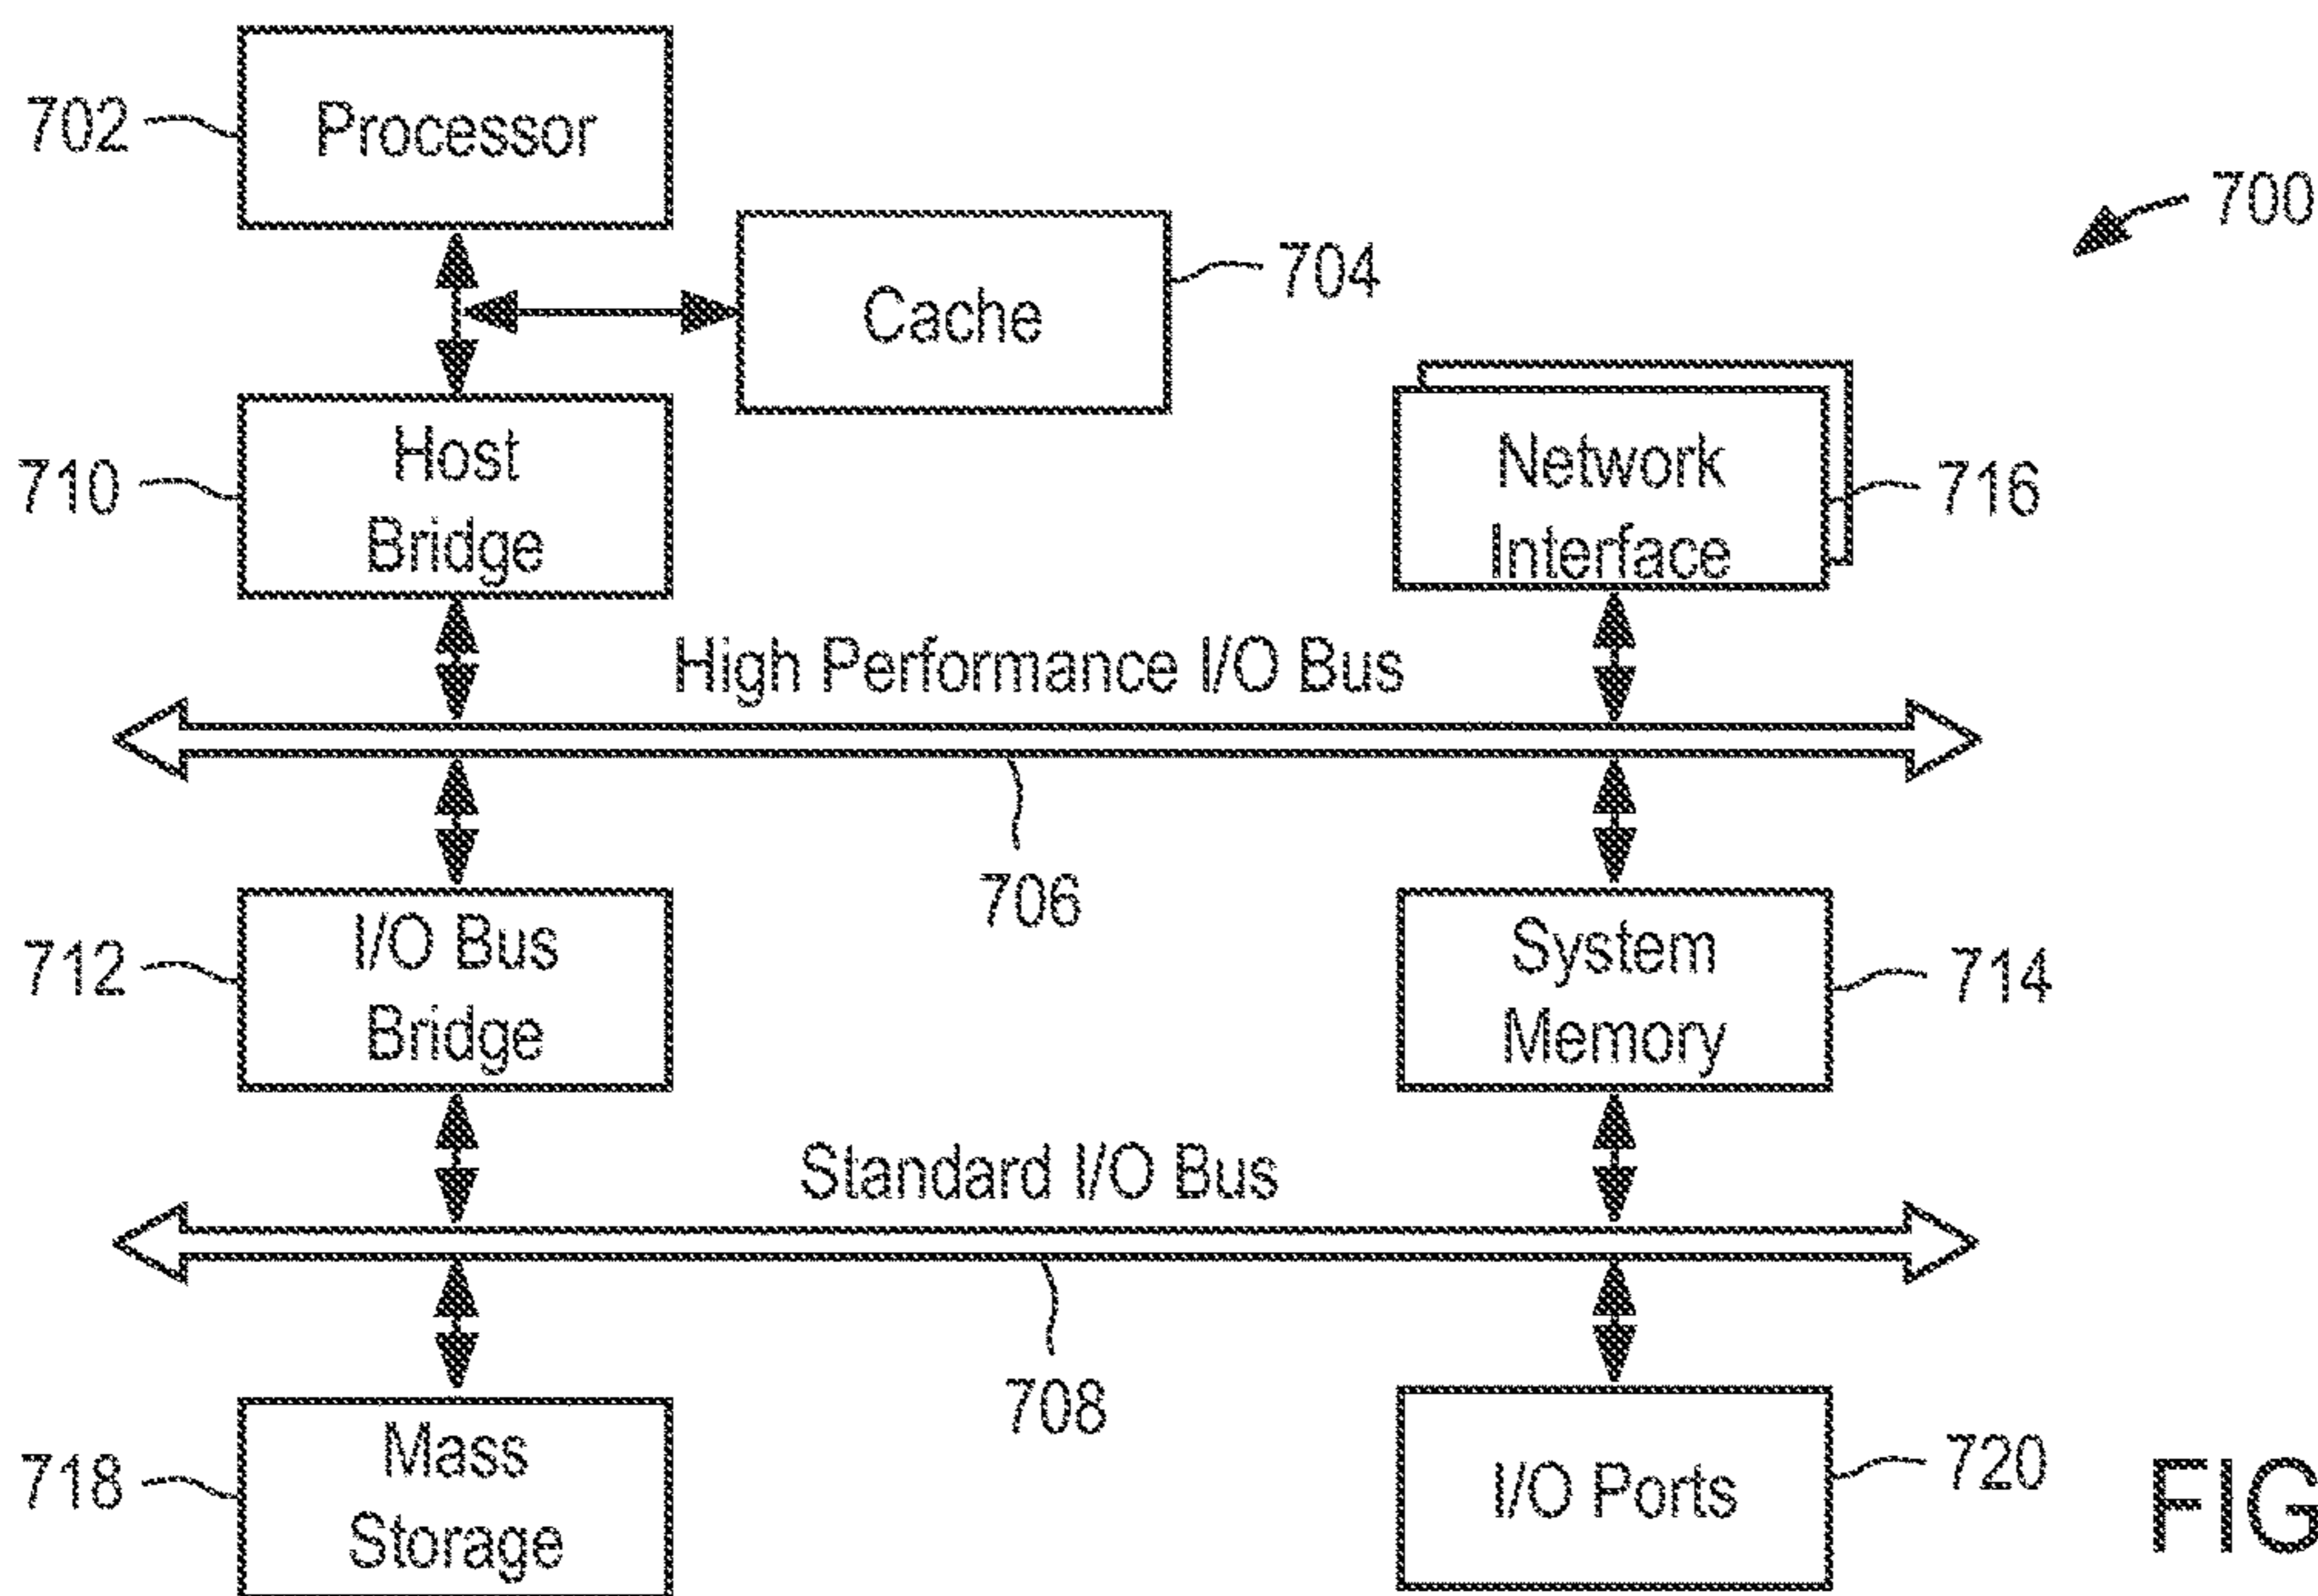 702
Processor
700
704
Cache
710
Host
Bridge
Network
Interface
716
High Performance I/O Bus
706
712
I/O Bus
Bridge
System
Memory
714
Standard I/O Bus
708
718
Mass
Storage
I/O Ports
720
FIG